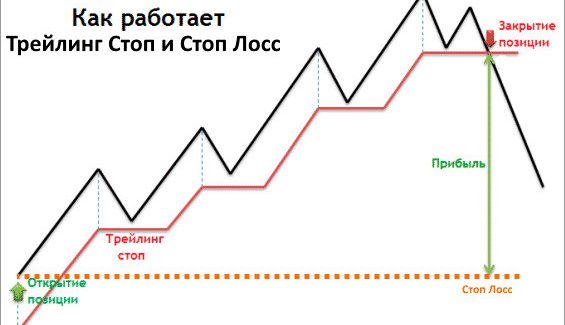 Как работает
Трейлинг Стоп и Стоп Лосс
Закрытие
позиции
Прибыль
Трейлинг
стоп
Открытие
позиции
Стоп Лосс